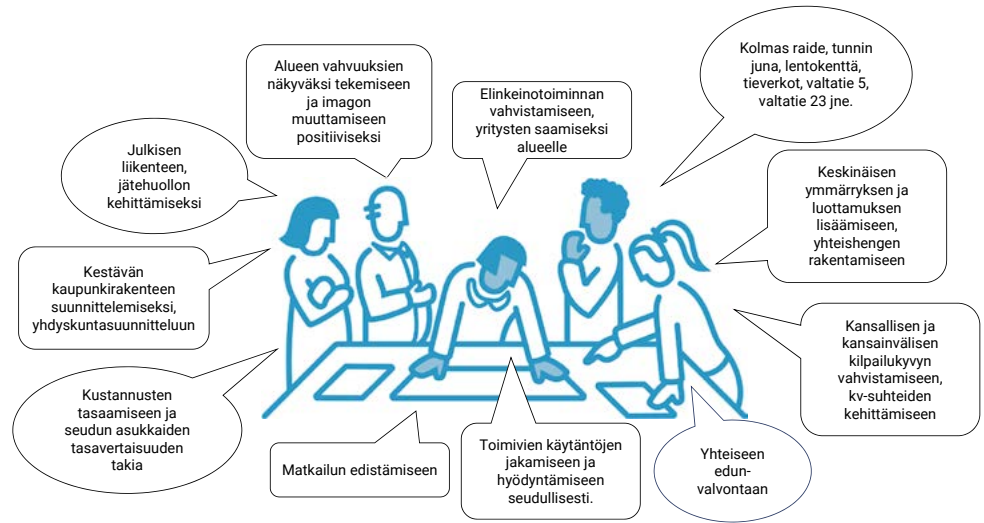 Kolmas raide, tunnin
juna, lentokenttä,
tieverkot, valtatie 5,
valtatie 23 jne.
Alueen vahvuuksien
näkyväksi tekemiseen
ja imagon
muuttamiseen
positiiviseksi
Elinkeinotoiminnan
vahvistamiseen,
yritysten saamiseksi
alueelle
Julkisen
liikenteen,
jätehuollon
kehittämiseksi
Keskinäisen
ymmärryksen ja
luottamuksen
lisäämiseen,
yhteishengen
rakentamiseen
Kestävän
kaupunkirakenteen
suunnittelemiseksi,
yhdyskuntasuunnitteluun
Kansallisen ja
kansainvälisen
kilpailukyvyn
vahvistamiseen,
kv-suhteiden
kehittämiseen
Kustannusten
tasaamiseen ja
seudun asukkaiden
tasavertaisuuden
takia
Matkailun edistämiseen
Toimivien käytäntöjen
jakamiseen ja
hyödyntämiseen
seudullisesti.
Yhteiseen
edun-
valvontaan